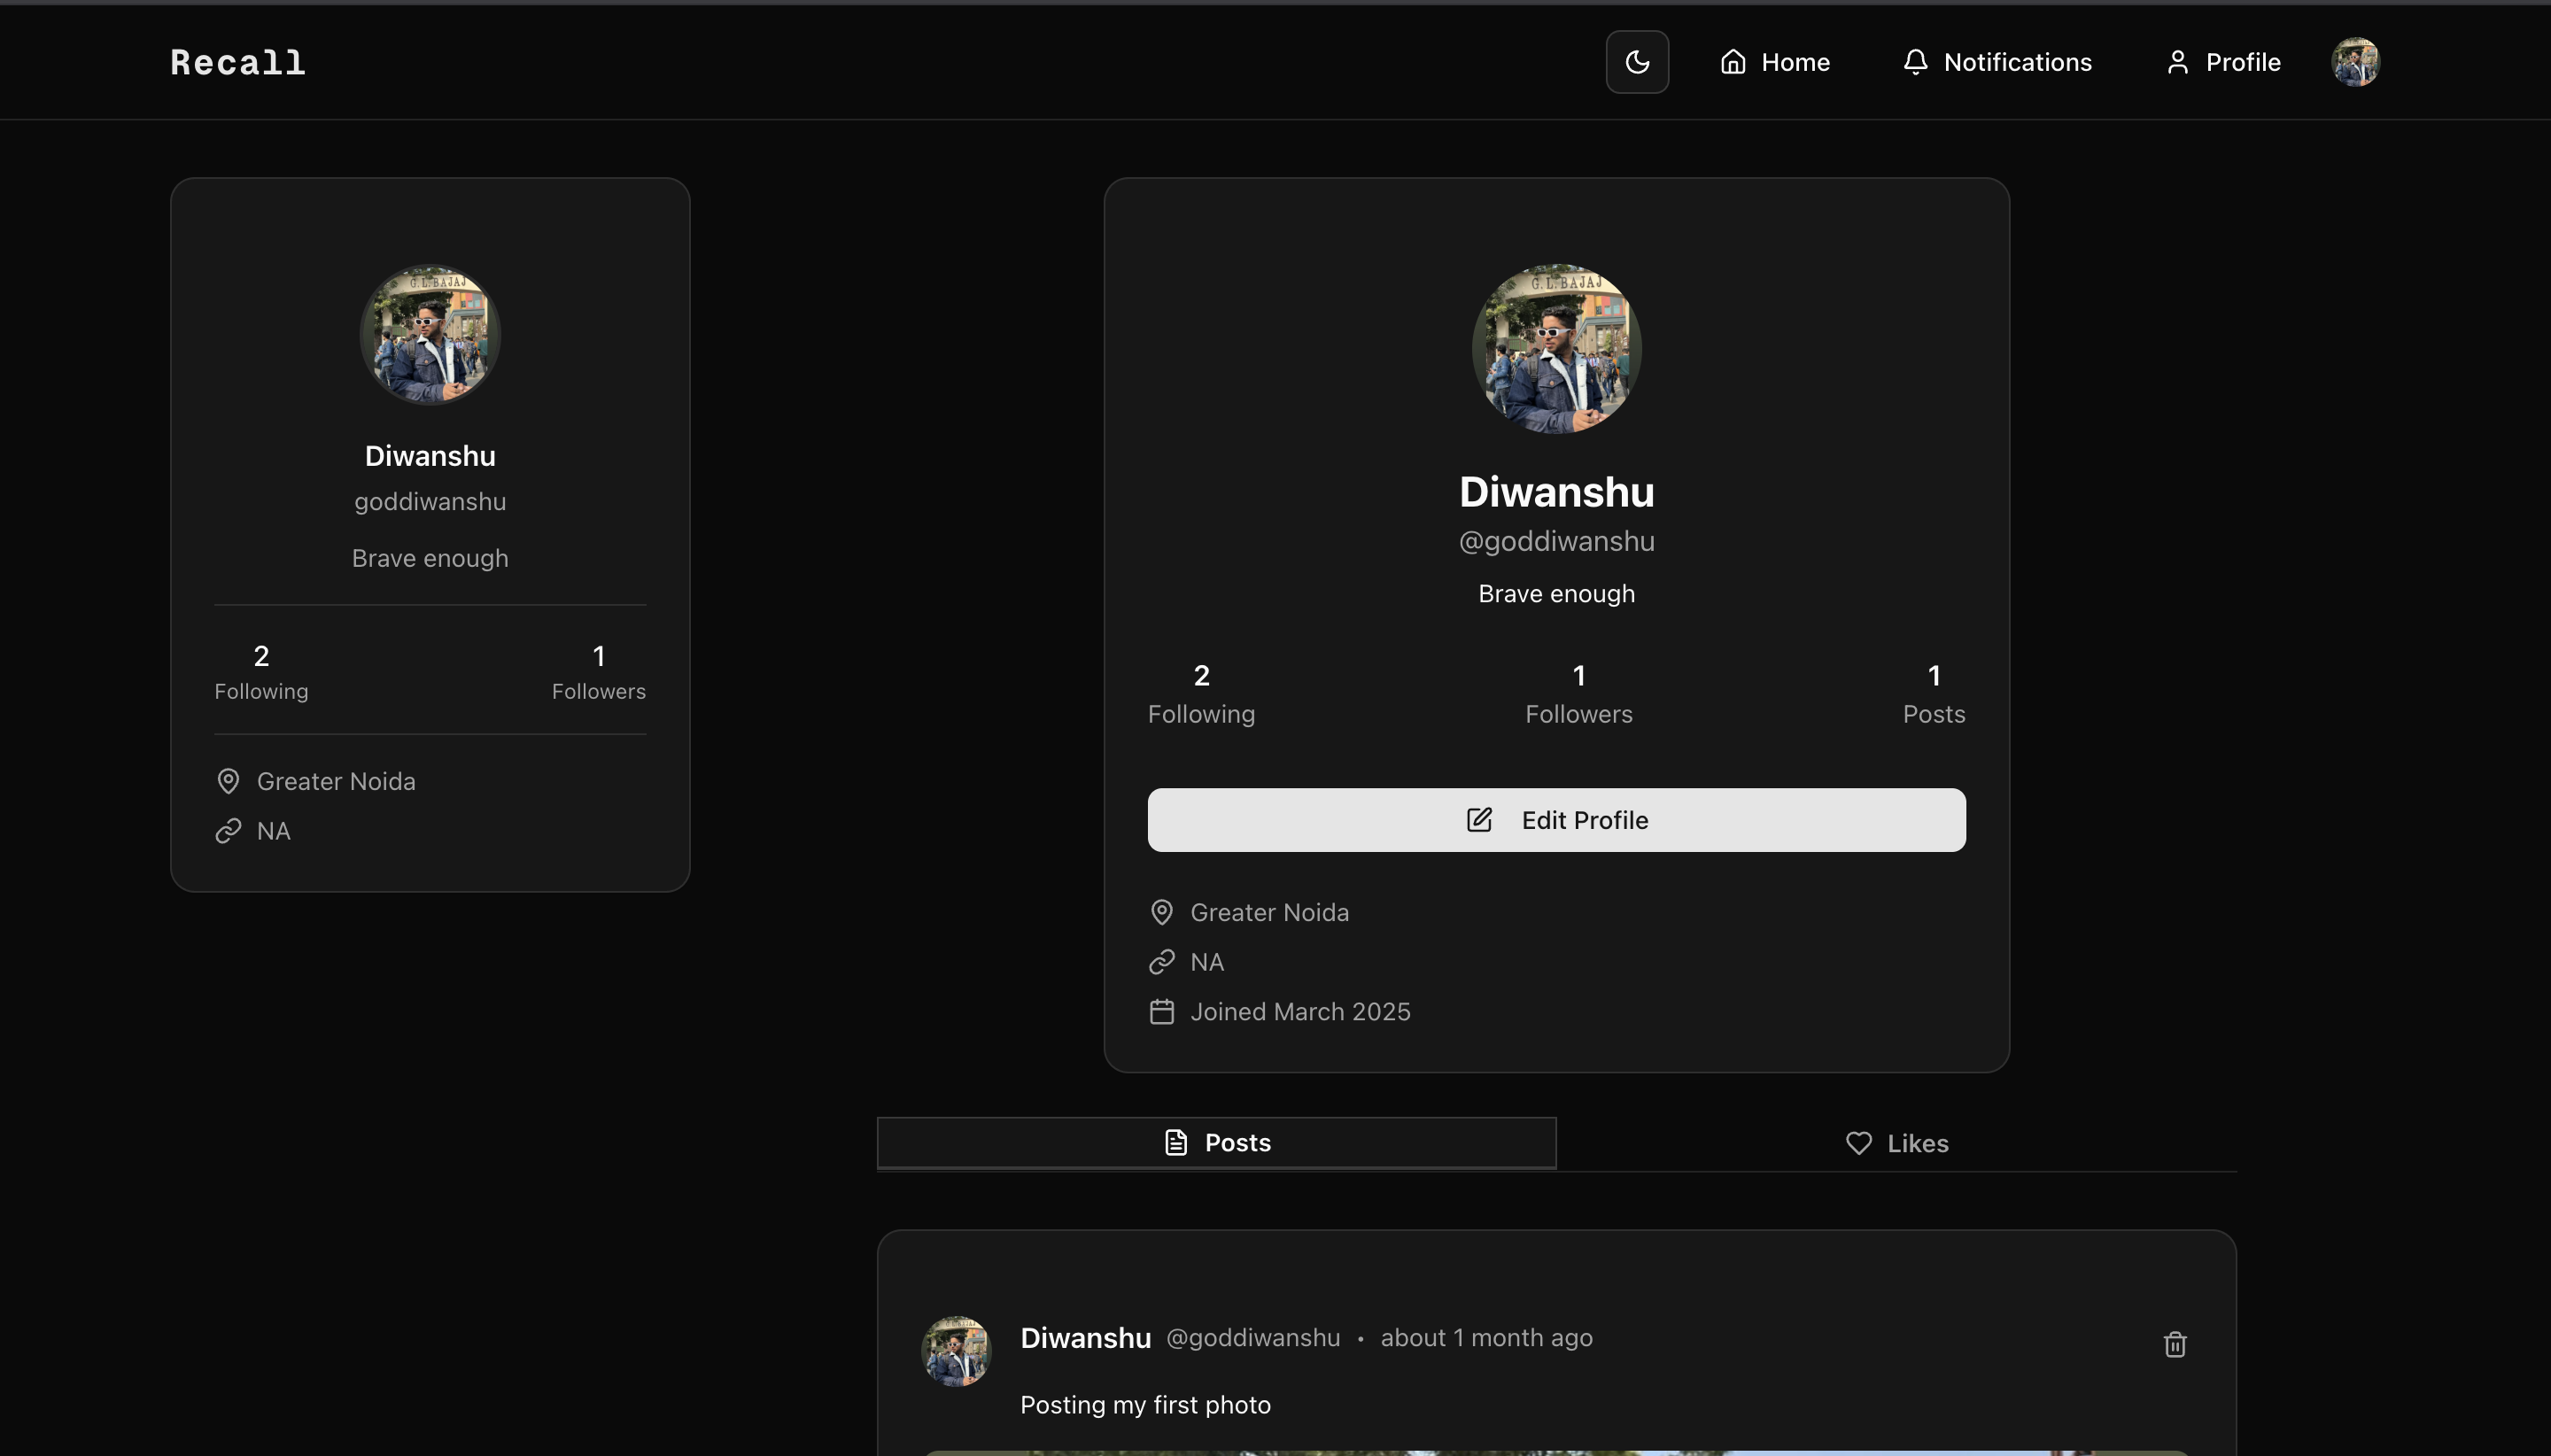 Recall
Home
Notifications
Profile
G.L. BAJAJ
Diwanshu
goddiwanshu
Brave enough
2
Following
1
Followers
Greater Noida
NA
G.L. BAJAJ
Diwanshu
@goddiwanshu
Brave enough
2
Following
1
Followers
1
Posts
Edit Profile
Greater Noida
NA
Joined March 2025
Posts
Likes
Diwanshu @goddiwanshu • about 1 month ago
Posting my first photo